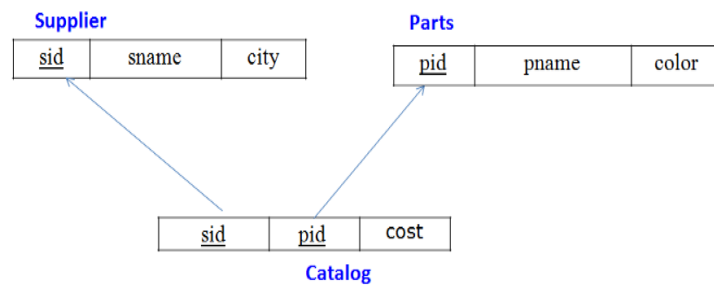 Supplier
sid sname city
Parts
pid pname color
sid pid cost
Catalog